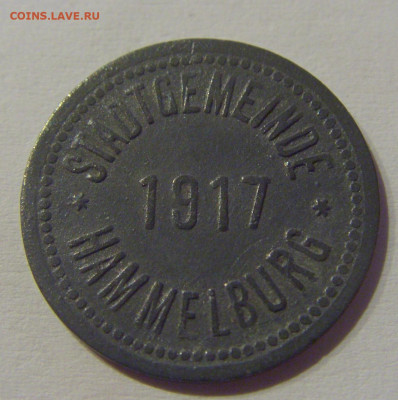 COINS.LAVE.RU
STADTGEMEINDE
* 1917 *
HAMMELBURG